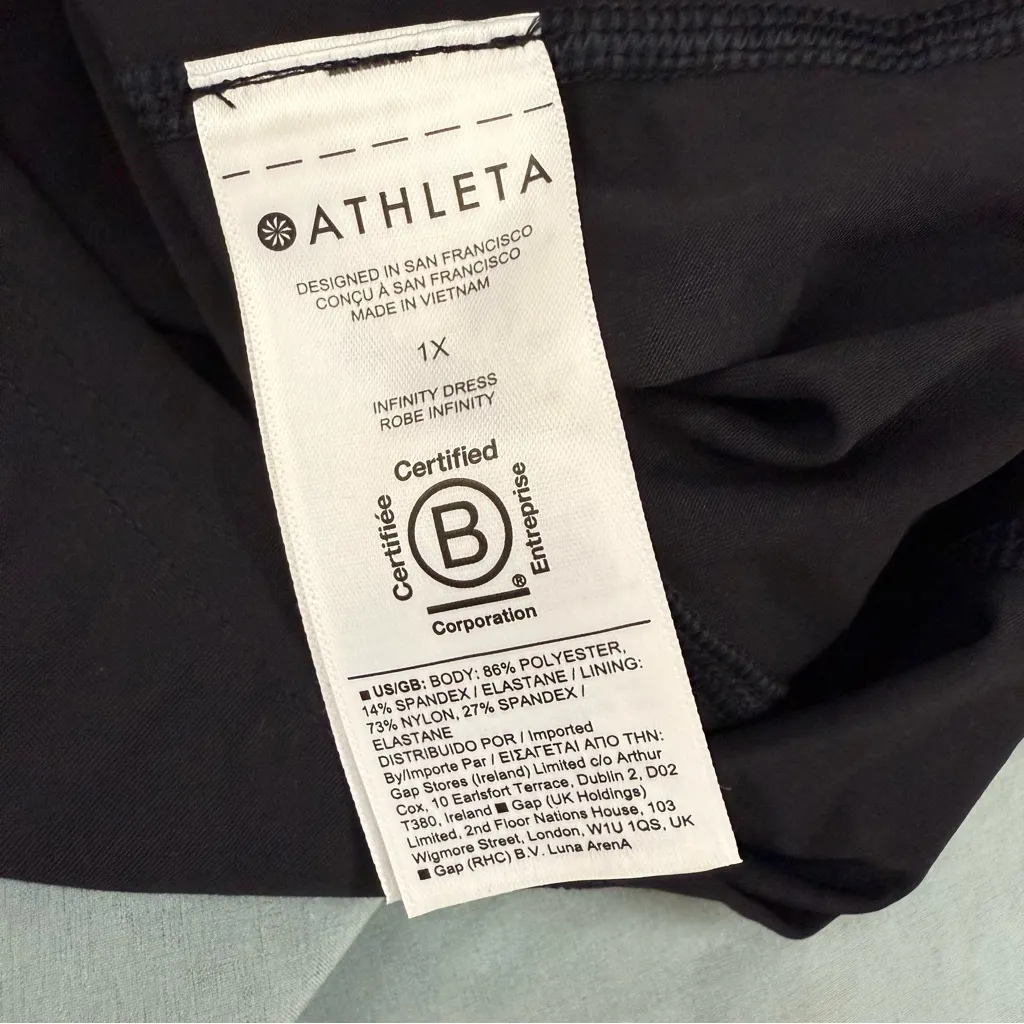 ATHLETA
DESIGNED IN SAN FRANCISCO
CONÇU À SAN FRANCISCO
MADE IN VIETNAM
1X
INFINITY DRESS
ROBE INFINITY
Certified
Certifiée
B
Entreprise
®
Corporation
■ US/GB: BODY: 86% POLYESTER,
14% SPANDEX / ELASTANE / LINING:
73% NYLON, 27% SPANDEX /
ELASTANE
DISTRIBUIDO POR / Imported
By/Importe Par / ΕΙΣΑΓΕΤΑΙ ΑΠΟ ΤΗΝ:
Gap Stores (Ireland) Limited c/o Arthur
Cox, 10 Earlsfort Terrace, Dublin 2, D02
T380, Ireland ■ Gap (UK Holdings)
Limited, 2nd Floor Nations House, 103
Wigmore Street, London, W1U 1QS, UK
■ Gap (RHC) B.V. Luna ArenA